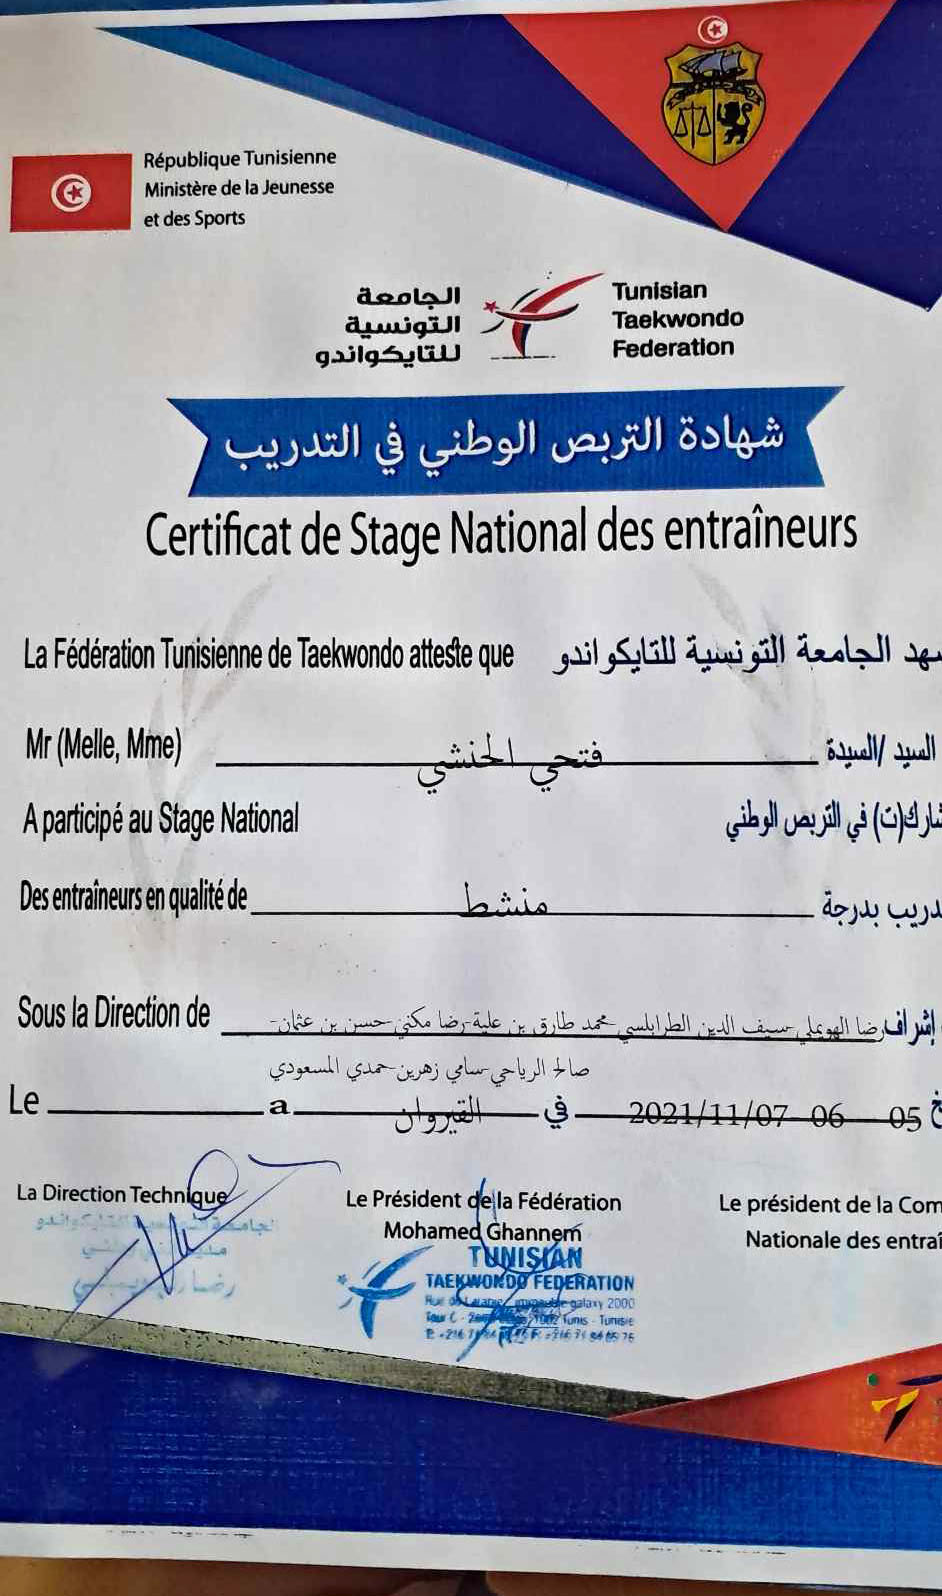 République Tunisienne
Ministère de la Jeunesse
et des Sports
الجامعة
التونسية
للتايكواندو
Tunisian
Taekwondo
Federation
شهادة التربص الوطني في التدريب
Certificat de Stage National des entraîneurs
La Fédération Tunisienne de Taekwondo atteste que
الجامعة التونسية للتايكواندو
Mr (Melle, Mme) فتحي الحنشي السيد /السيدة
A participé au Stage National
في التربص الوطني
Des entraîneurs en qualité de منشط بدرجة
Sous la Direction de رضا الهويملي-سيف الدين الطرابلسي-محمد طارق بن علية-رضا مكني-حسن بن عثمان-
صالح الرياحي-سامي زهرين-حمدي المسعودي
Le a القيروان في 2021/11/07 06 05
La Direction Technique
Le Président de la Fédération
Mohamed Ghannem
Le président de la
Nationale des
TUNISIAN
TAEKWONDO FEDERATION
galaxy 2000
Tunis - Tunisie